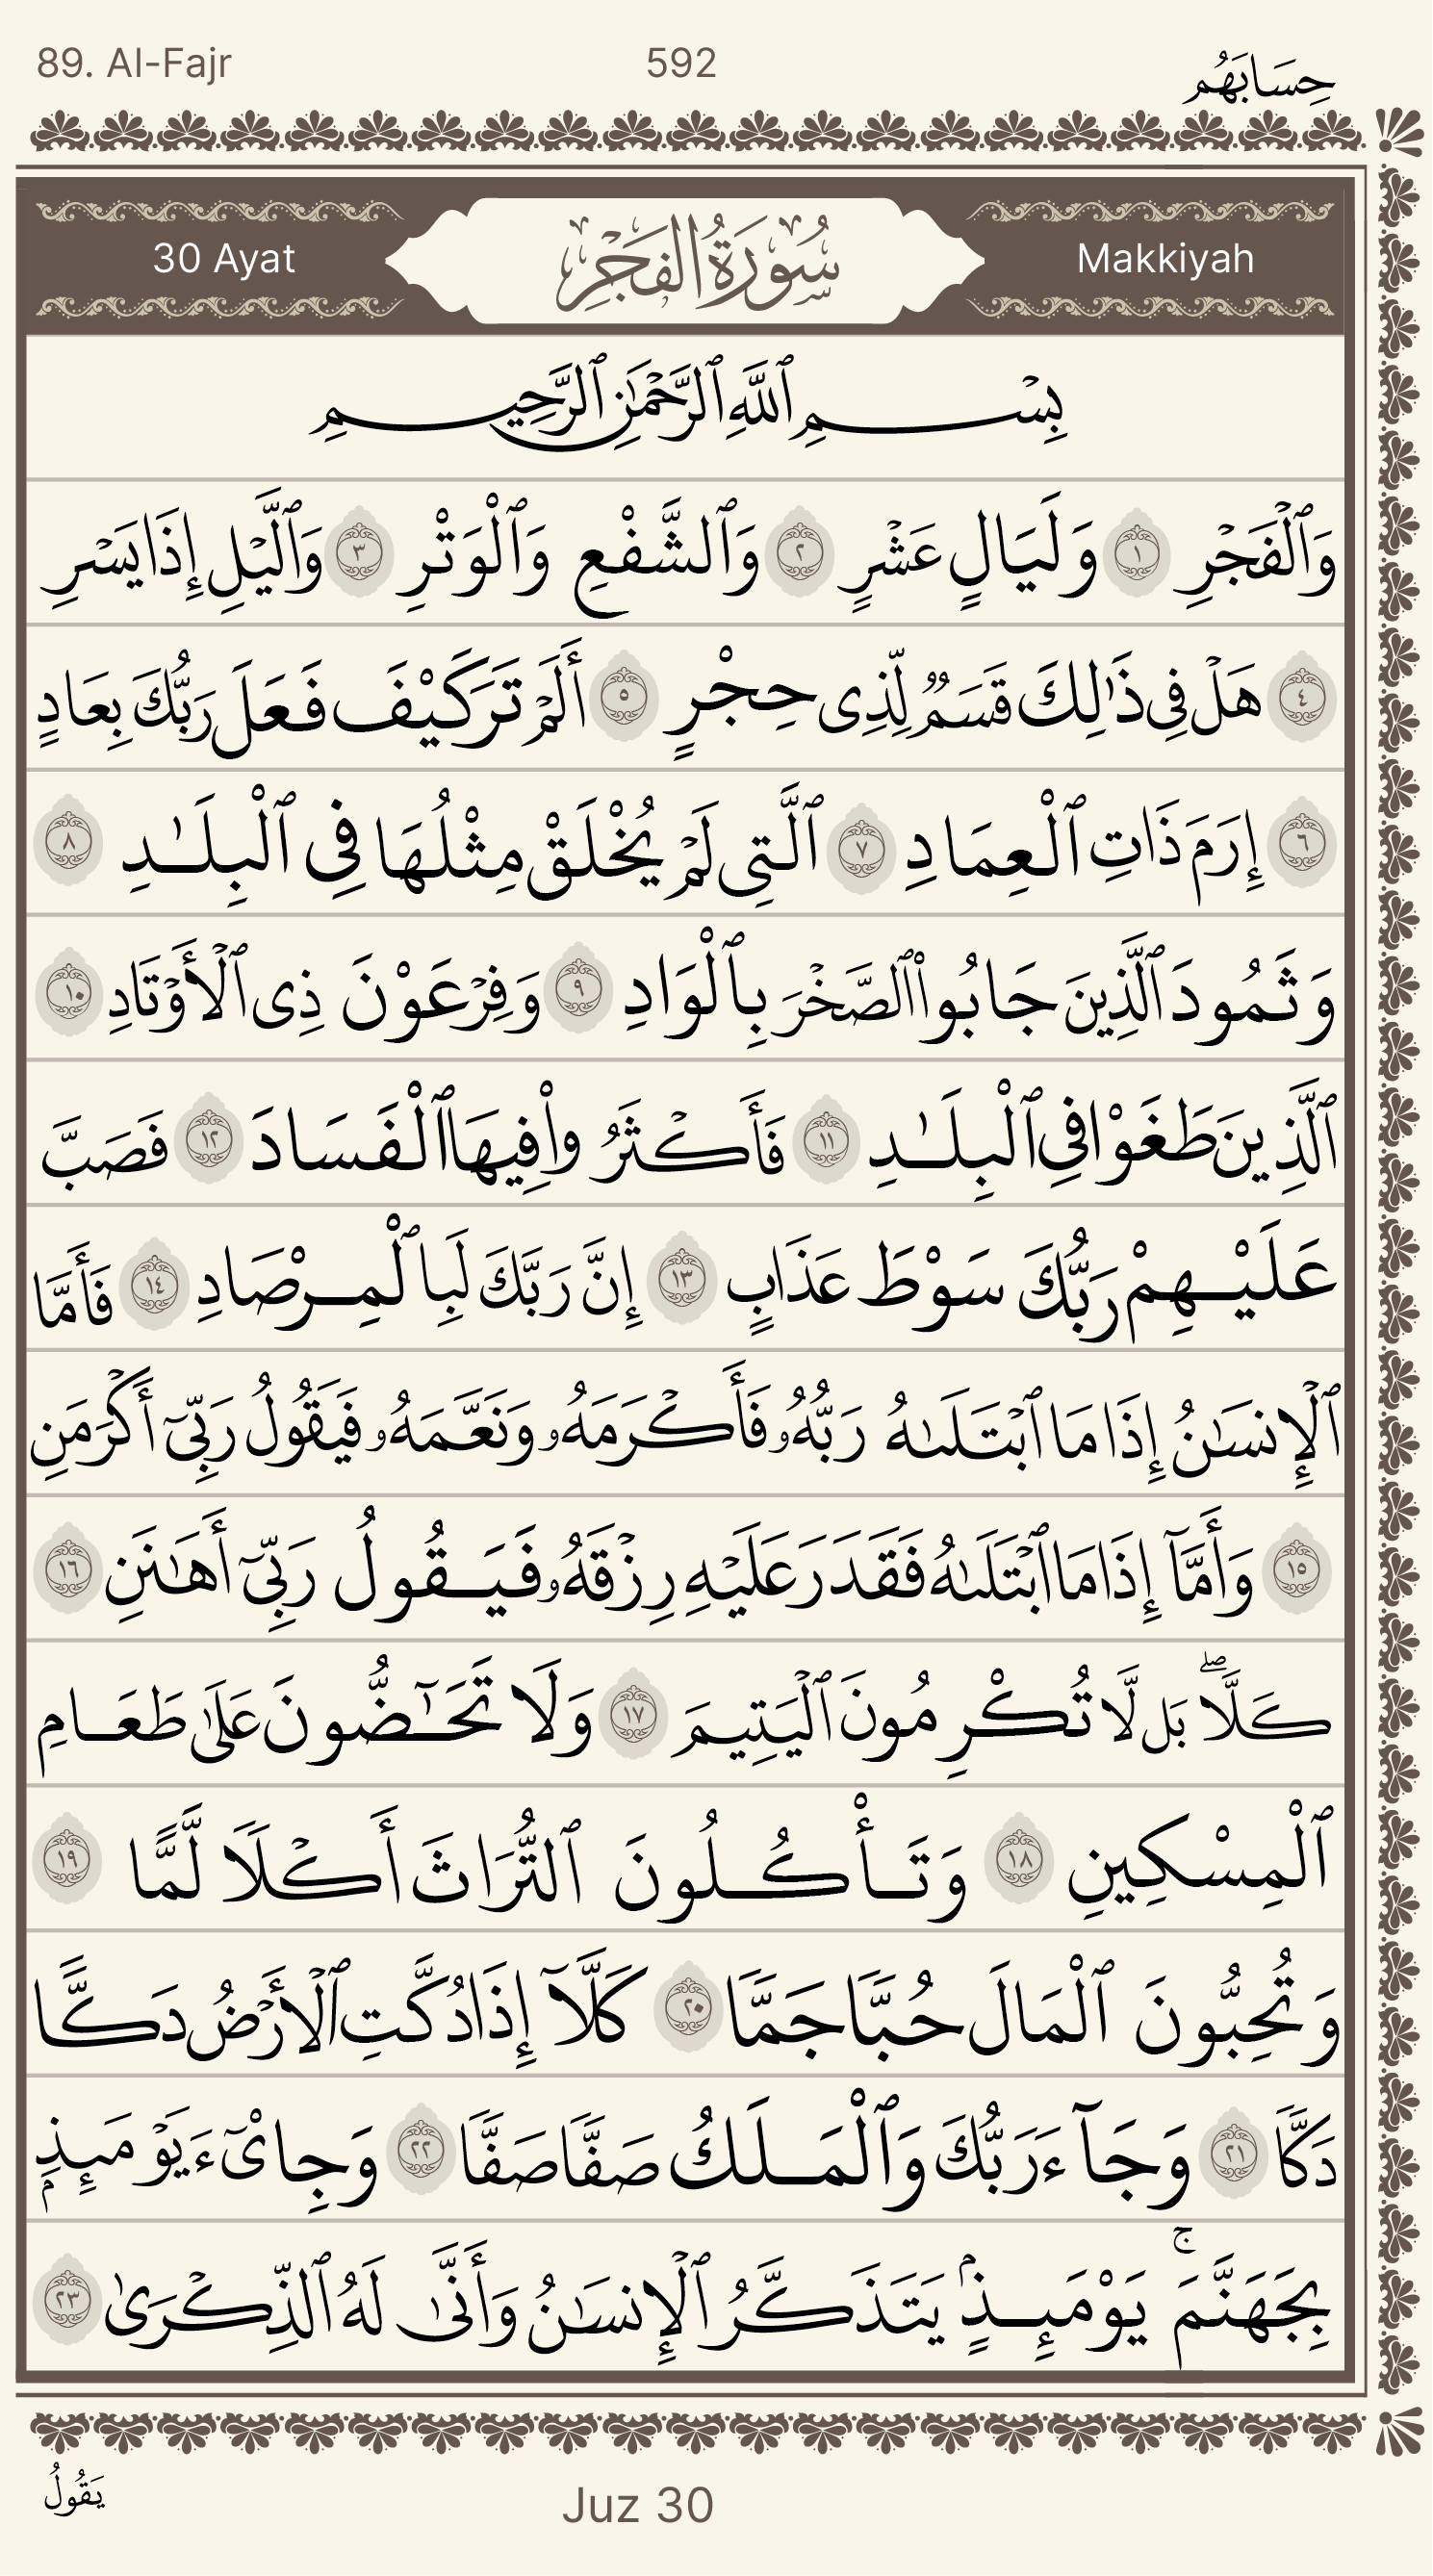 89. Al-Fajr 592 حِسَابَهُم
30 Ayat سُورَةُ الفَجْرِ Makkiyah
بِسْمِ ٱللَّهِ ٱلرَّحْمَٰنِ ٱلرَّحِيمِ
وَٱلْفَجْرِ ١ وَلَيَالٍ عَشْرٍ ٢ وَٱلشَّفْعِ وَٱلْوَتْرِ ٣ وَٱلَّيْلِ إِذَا يَسْرِ
٤ هَلْ فِى ذَٰلِكَ قَسَمٌ لِّذِى حِجْرٍ ٥ أَلَمْ تَرَ كَيْفَ فَعَلَ رَبُّكَ بِعَادٍ
٦ إِرَمَ ذَاتِ ٱلْعِمَادِ ٧ ٱلَّتِى لَمْ يُخْلَقْ مِثْلُهَا فِى ٱلْبِلَـٰدِ ٨
وَثَمُودَ ٱلَّذِينَ جَابُوا۟ ٱلصَّخْرَ بِٱلْوَادِ ٩ وَفِرْعَوْنَ ذِى ٱلْأَوْتَادِ ١٠
ٱلَّذِينَ طَغَوْا۟ فِى ٱلْبِلَـٰدِ ١١ فَأَكْثَرُوا۟ فِيهَا ٱلْفَسَادَ ١٢ فَصَبَّ
عَلَيْهِمْ رَبُّكَ سَوْطَ عَذَابٍ ١٣ إِنَّ رَبَّكَ لَبِٱلْمِرْصَادِ ١٤ فَأَمَّا
ٱلْإِنسَـٰنُ إِذَا مَا ٱبْتَلَىٰهُ رَبُّهُۥ فَأَكْرَمَهُۥ وَنَعَّمَهُۥ فَيَقُولُ رَبِّىٓ أَكْرَمَنِ
١٥ وَأَمَّآ إِذَا مَا ٱبْتَلَىٰهُ فَقَدَرَ عَلَيْهِ رِزْقَهُۥ فَيَقُولُ رَبِّىٓ أَهَـٰنَنِ ١٦
كَلَّا ۖ بَل لَّا تُكْرِمُونَ ٱلْيَتِيمَ ١٧ وَلَا تَحَـٰٓضُّونَ عَلَىٰ طَعَامِ
ٱلْمِسْكِينِ ١٨ وَتَأْكُلُونَ ٱلتُّرَاثَ أَكْلًا لَّمًّا ١٩
وَتُحِبُّونَ ٱلْمَالَ حُبًّا جَمًّا ٢٠ كَلَّآ إِذَا دُكَّتِ ٱلْأَرْضُ دَكًّا
دَكًّا ٢١ وَجَآءَ رَبُّكَ وَٱلْمَلَكُ صَفًّا صَفًّا ٢٢ وَجِا۟ىٓءَ يَوْمَئِذٍۭ
بِجَهَنَّمَ ۚ يَوْمَئِذٍ يَتَذَكَّرُ ٱلْإِنسَـٰنُ وَأَنَّىٰ لَهُ ٱلذِّكْرَىٰ ٢٣
يَقُولُ Juz 30